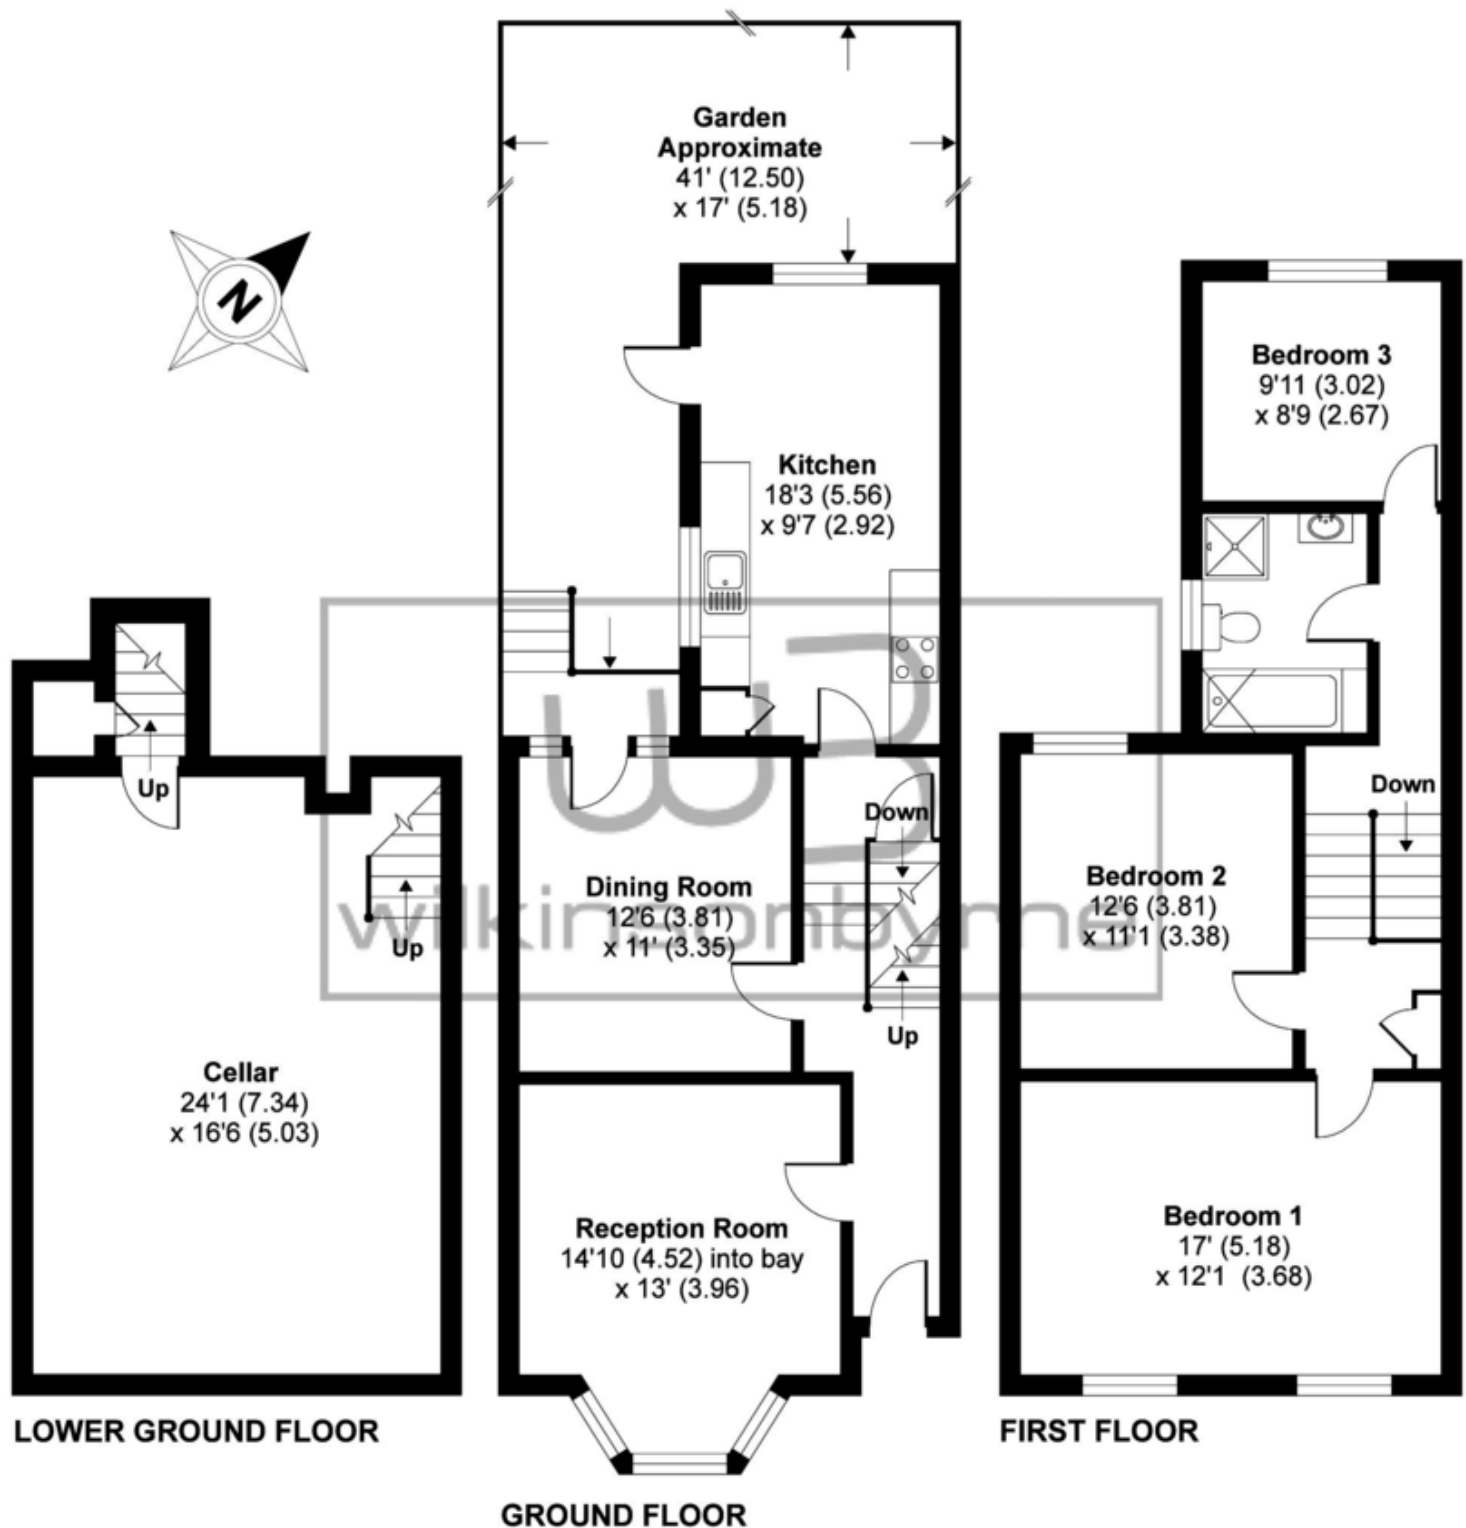 Garden
Approximate
41' (12.50)
x 17' (5.18)
N
Bedroom 3
9'11 (3.02)
x 8'9 (2.67)
Kitchen
18'3 (5.56)
x 9'7 (2.92)
Up
Down
Down
Dining Room
12'6 (3.81)
x 11' (3.35)
Bedroom 2
12'6 (3.81)
x 11'1 (3.38)
wilkinsonbyrne
Up
Up
Cellar
24'1 (7.34)
x 16'6 (5.03)
Reception Room
14'10 (4.52) into bay
x 13' (3.96)
Bedroom 1
17' (5.18)
x 12'1 (3.68)
LOWER GROUND FLOOR
FIRST FLOOR
GROUND FLOOR